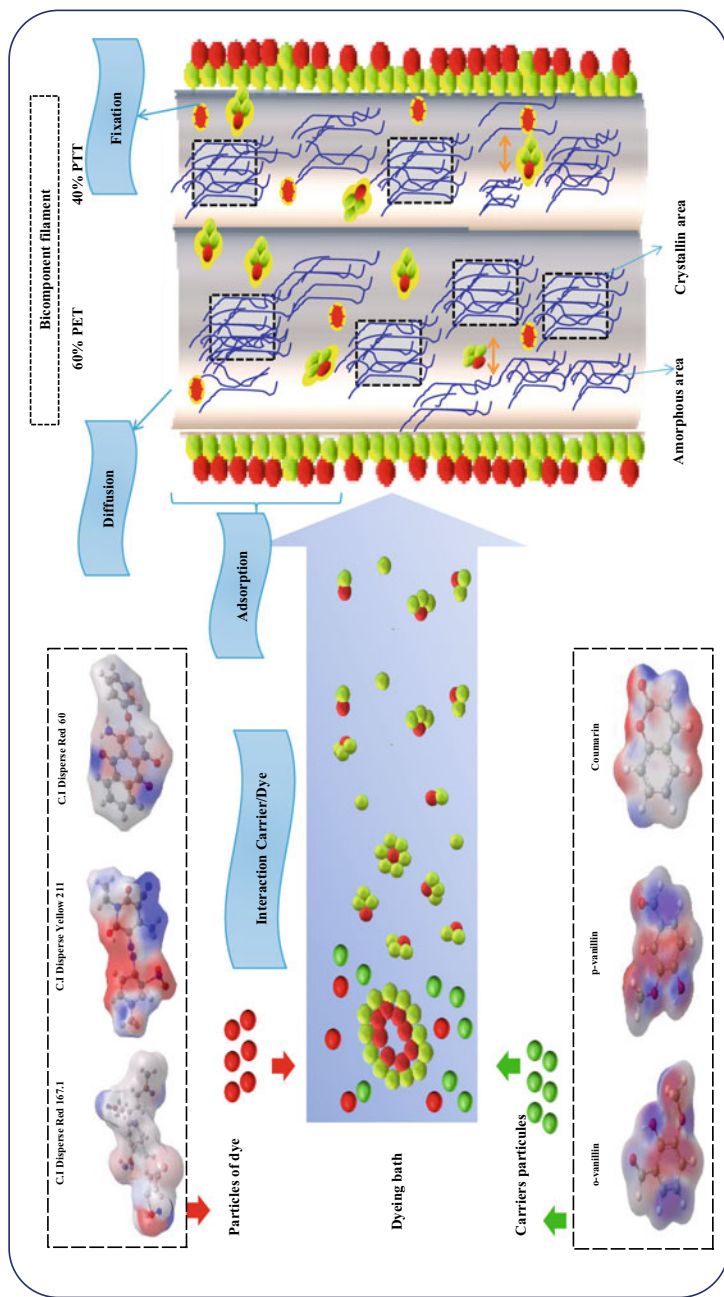 C.I Disperse Red 167.1
C.I Disperse Yellow 211
C.I Disperse Red 60
Particles of dye
Interaction Carrier/Dye
Adsorption
Diffusion
Bicomponent filament
60% PET
40% PTT
Fixation
Dyeing bath
Carriers particules
Amorphous area
Crystallin area
o-vanillin
p-vanillin
Coumarin